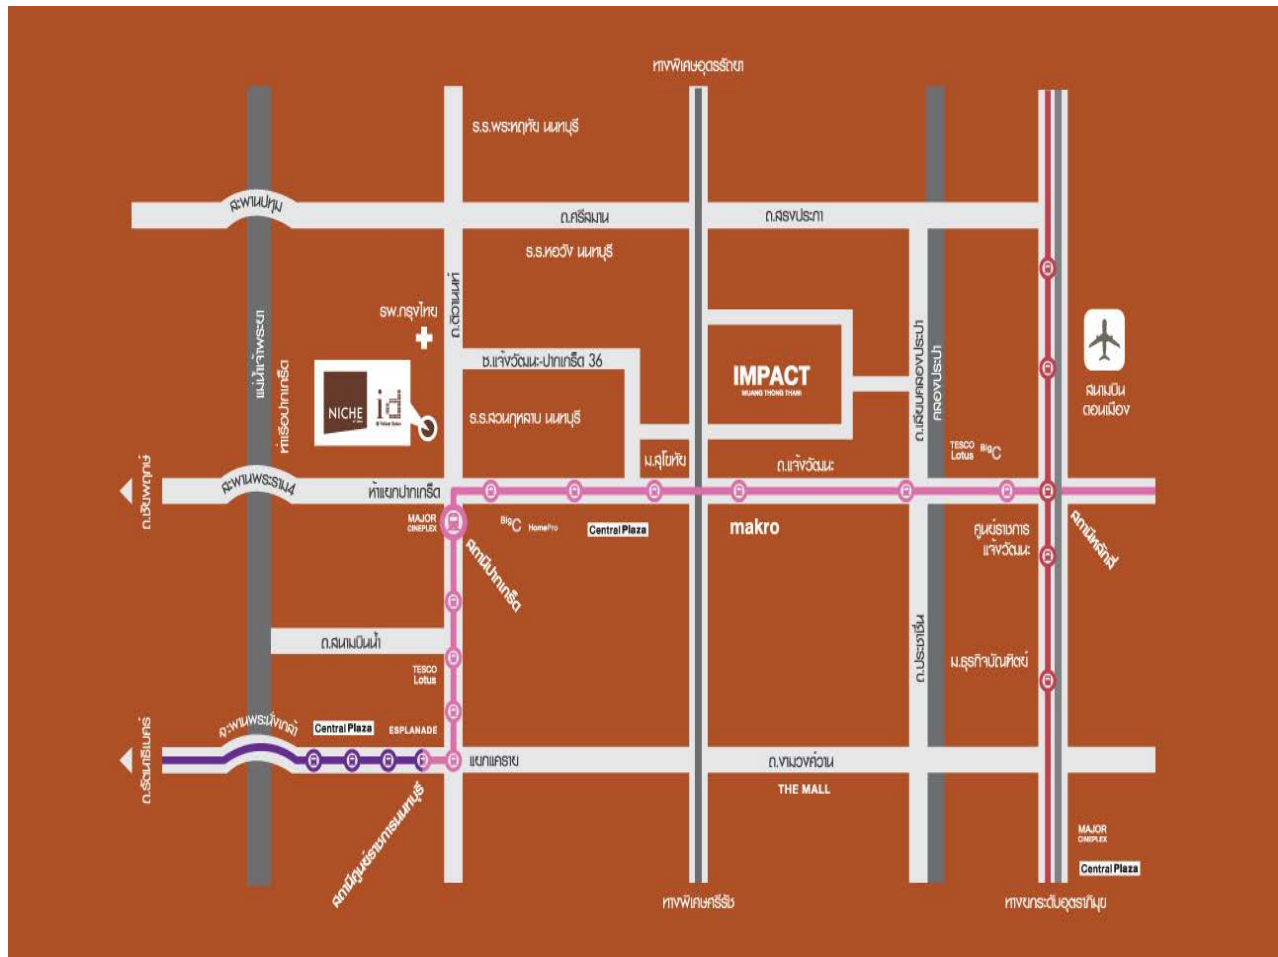 ทางพิเศษอุดรรัถยา
ร.ร.พระหฤทัย นนทบุรี
สะพานปทุม
ถ.ศรีสมาน
ถ.สรงประภา
ร.ร.หอวัง นนทบุรี
ถ.ติวานนท์
รพ.กรุงไทย
แม่น้ำเจ้าพระยา
ท่าเรือปากเกร็ด
ซ.แจ้งวัฒนะ-ปากเกร็ด 36
IMPACT
MUANG THONG THANI
ถ.เลียบคลองประปา
คลองประปา
สนามบิน
ดอนเมือง
NICHE
id
ร.ร.สวนกุหลาบ นนทบุรี
ม.สุโขทัย
ถ.แจ้งวัฒนะ
TESCO
Lotus
BigC
ถ.ชัยพฤกษ์
สะพานพระราม4
ห้าแยกปากเกร็ด
MAJOR
CINEPLEX
BigC
HomePro
Central Plaza
makro
ศูนย์ราชการ
แจ้งวัฒนะ
สถานีหลักสี่
สถานีปากเกร็ด
ถ.สนามบินน้ำ
TESCO
Lotus
ถ.ประชาชื่น
ม.ธุรกิจบัณฑิตย์
ถ.รัตนาธิเบศร์
สะพานพระนั่งเกล้า
Central Plaza
ESPLANADE
แยกแคราย
ถ.งามวงศ์วาน
THE MALL
สถานีศูนย์ราชการนนทบุรี
MAJOR
CINEPLEX
Central Plaza
ทางพิเศษศรีรัช
ทางยกระดับอุตราภิมุข